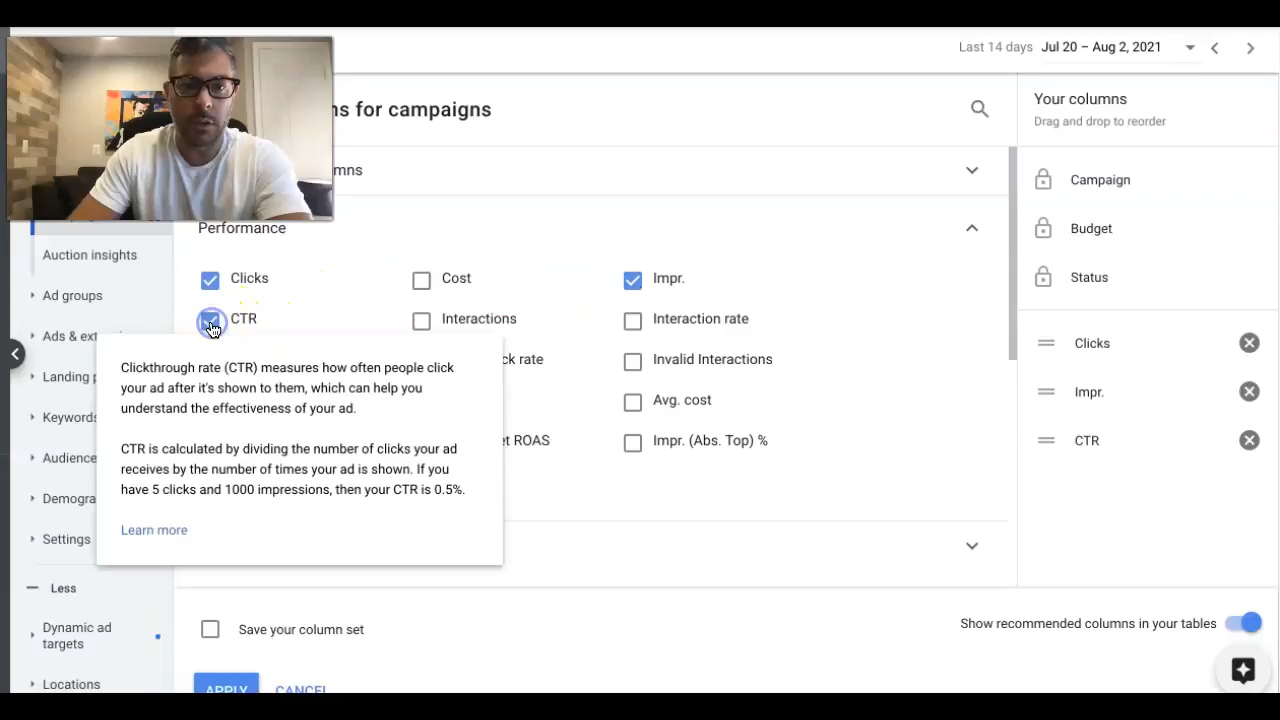 Last 14 days Jul 20 – Aug 2, 2021
ns for campaigns
Your columns
Drag and drop to reorder
mns
Campaign
Performance
Budget
Auction insights
Clicks
Cost
Impr.
Status
Ad groups
CTR
Interactions
Interaction rate
Ads & ext
Clicks
ck rate
Invalid Interactions
Clickthrough rate (CTR) measures how often people click
your ad after it's shown to them, which can help you
understand the effectiveness of your ad.
Landing p
Impr.
Avg. cost
Keywords
CTR
et ROAS
Impr. (Abs. Top) %
CTR is calculated by dividing the number of clicks your ad
receives by the number of times your ad is shown. If you
have 5 clicks and 1000 impressions, then your CTR is 0.5%.
Audience
Demogra
Learn more
Settings
Less
Dynamic ad
targets
Save your column set
Show recommended columns in your tables
Locations
APPLY
CANCEL